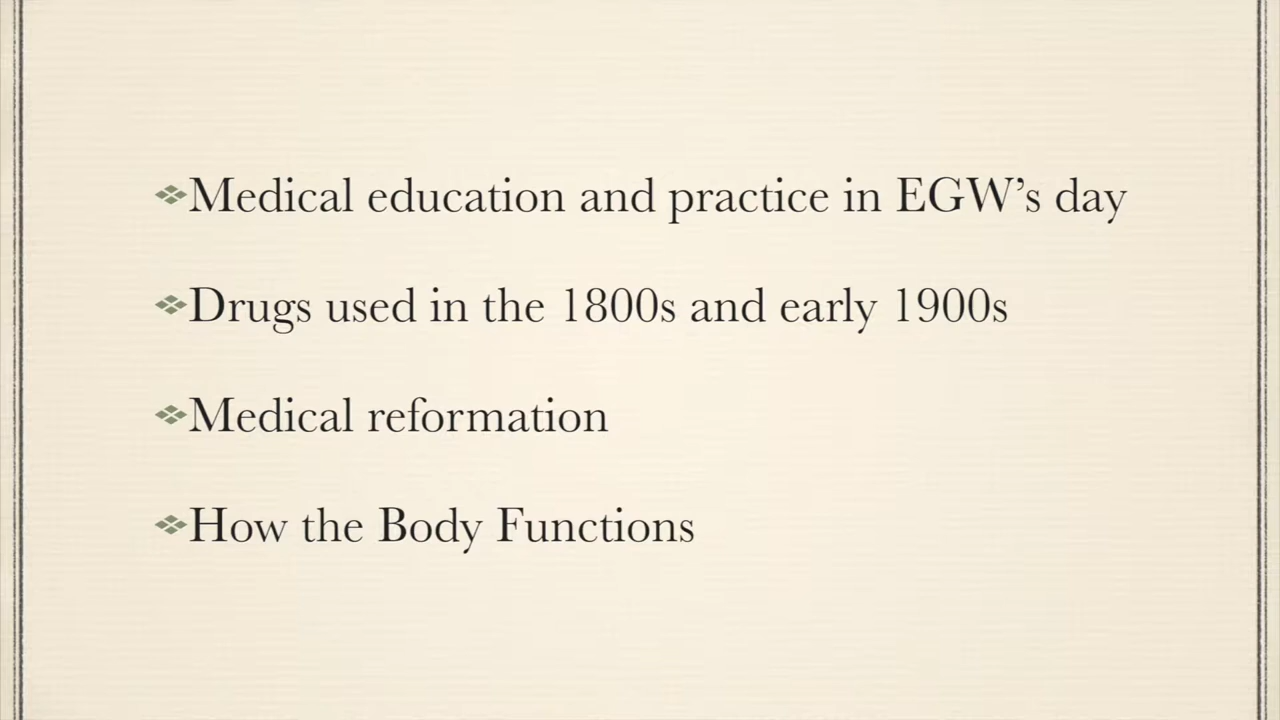 Medical education and practice in EGW’s day
Drugs used in the 1800s and early 1900s
Medical reformation
How the Body Functions